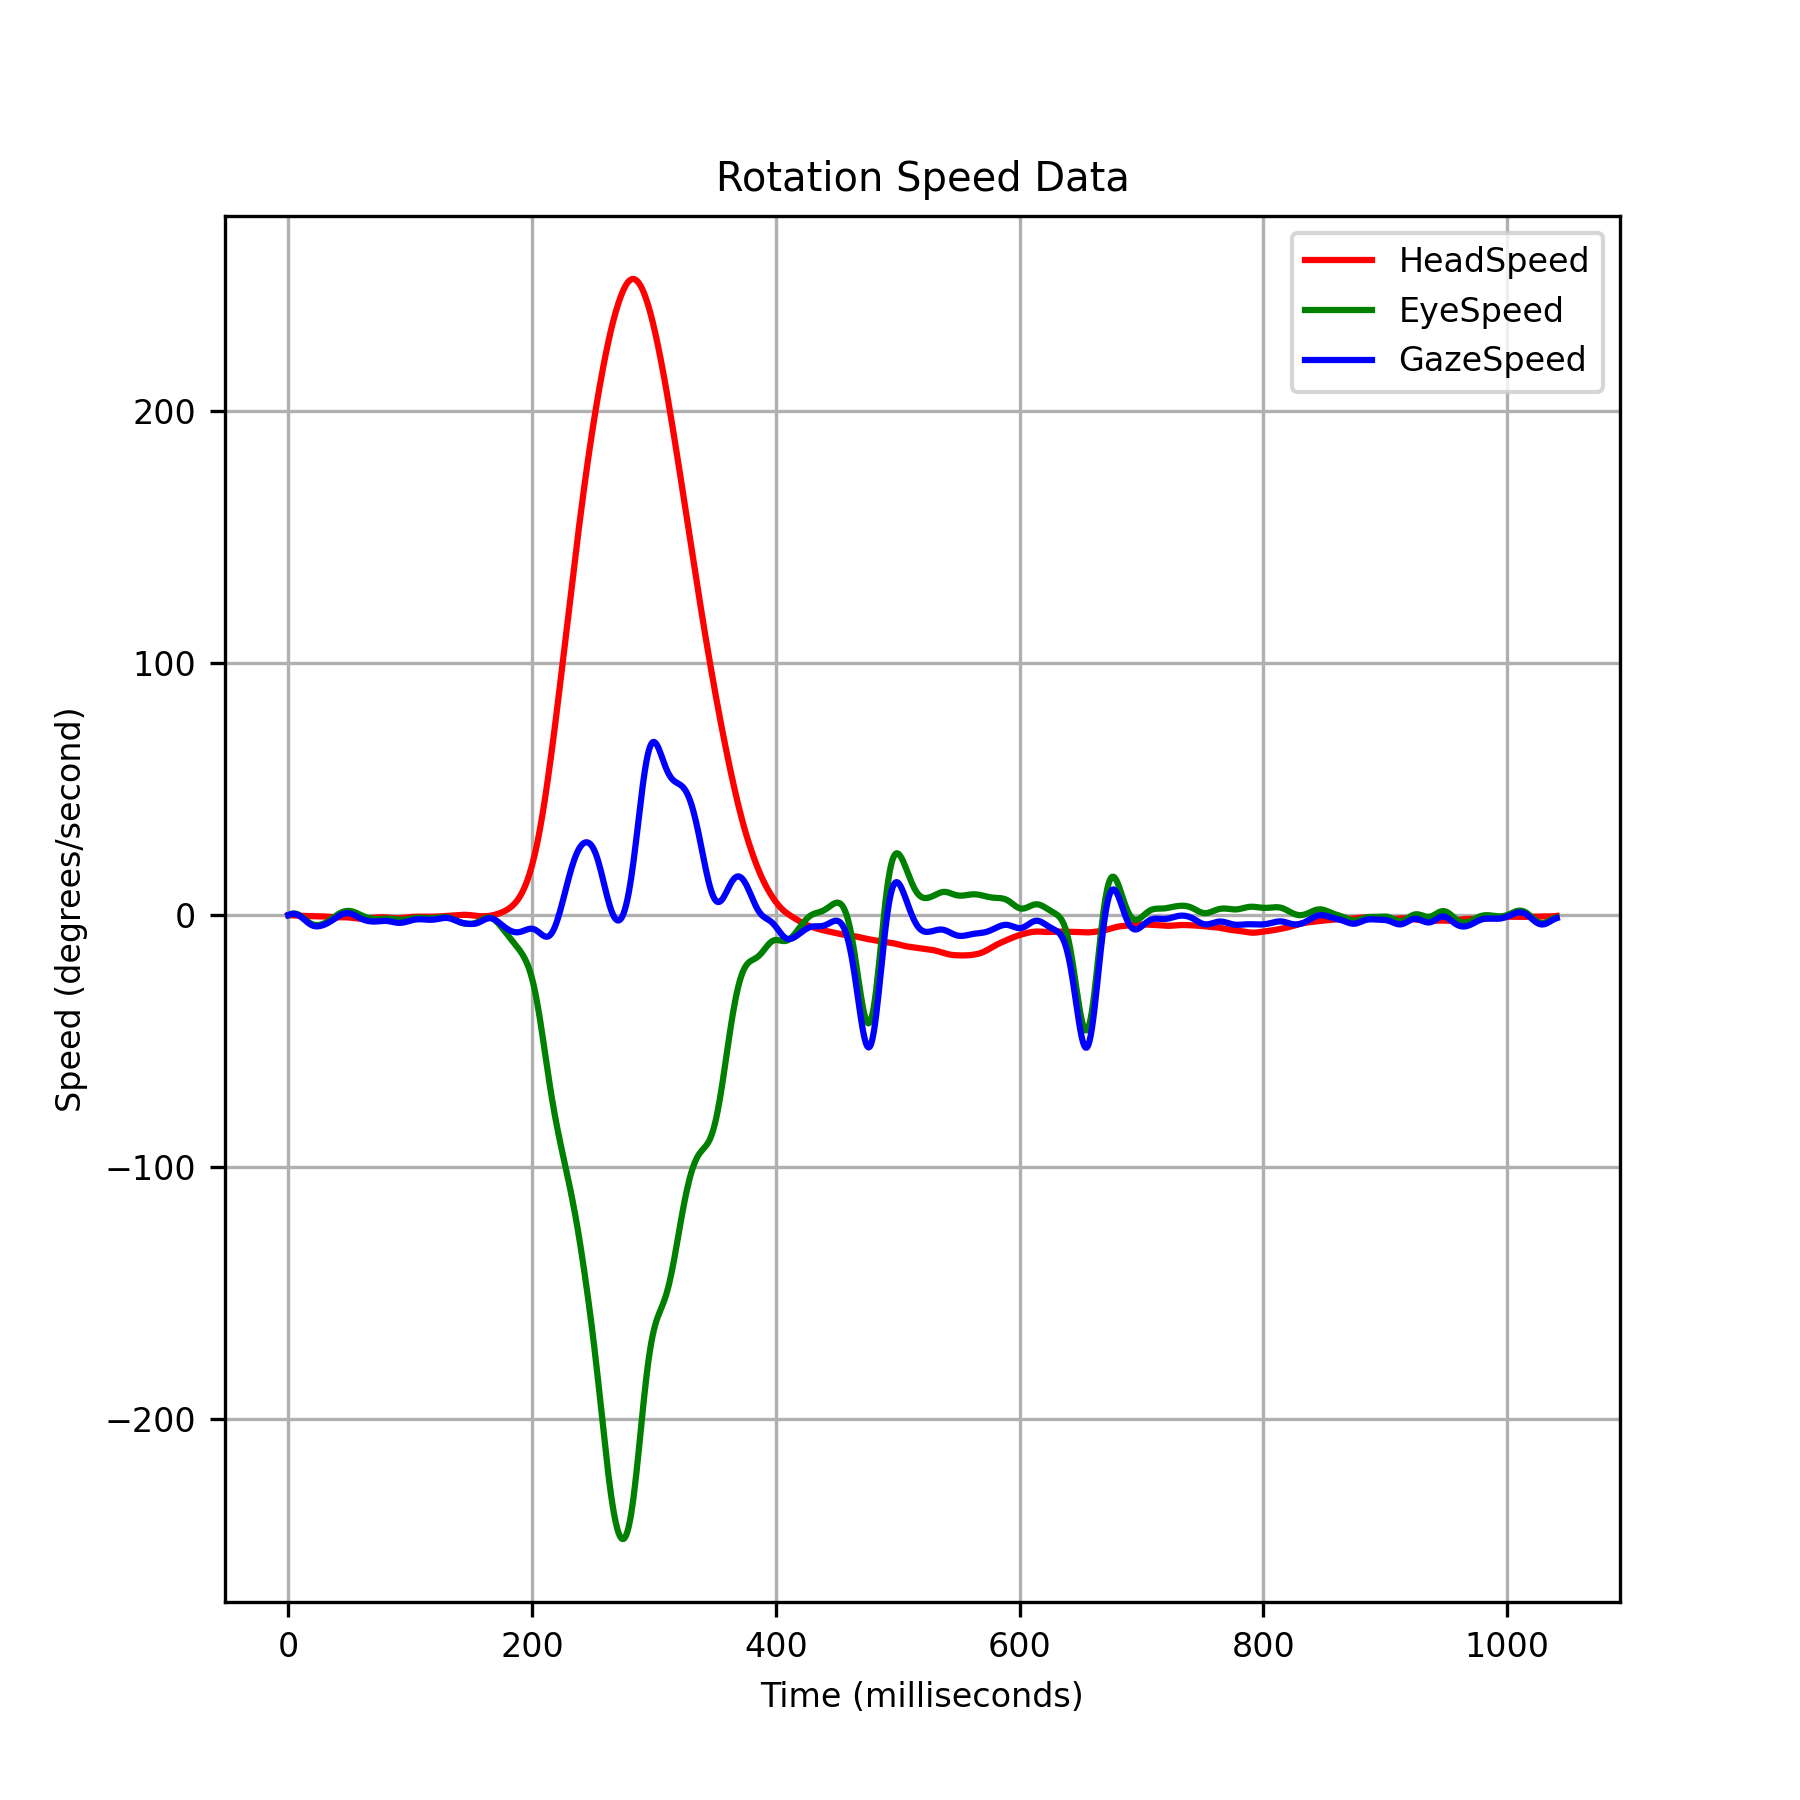 Rotation Speed Data
HeadSpeed
EyeSpeed
GazeSpeed
200
100
0
−100
−200
Speed (degrees/second)
0 200 400 600 800 1000
Time (milliseconds)